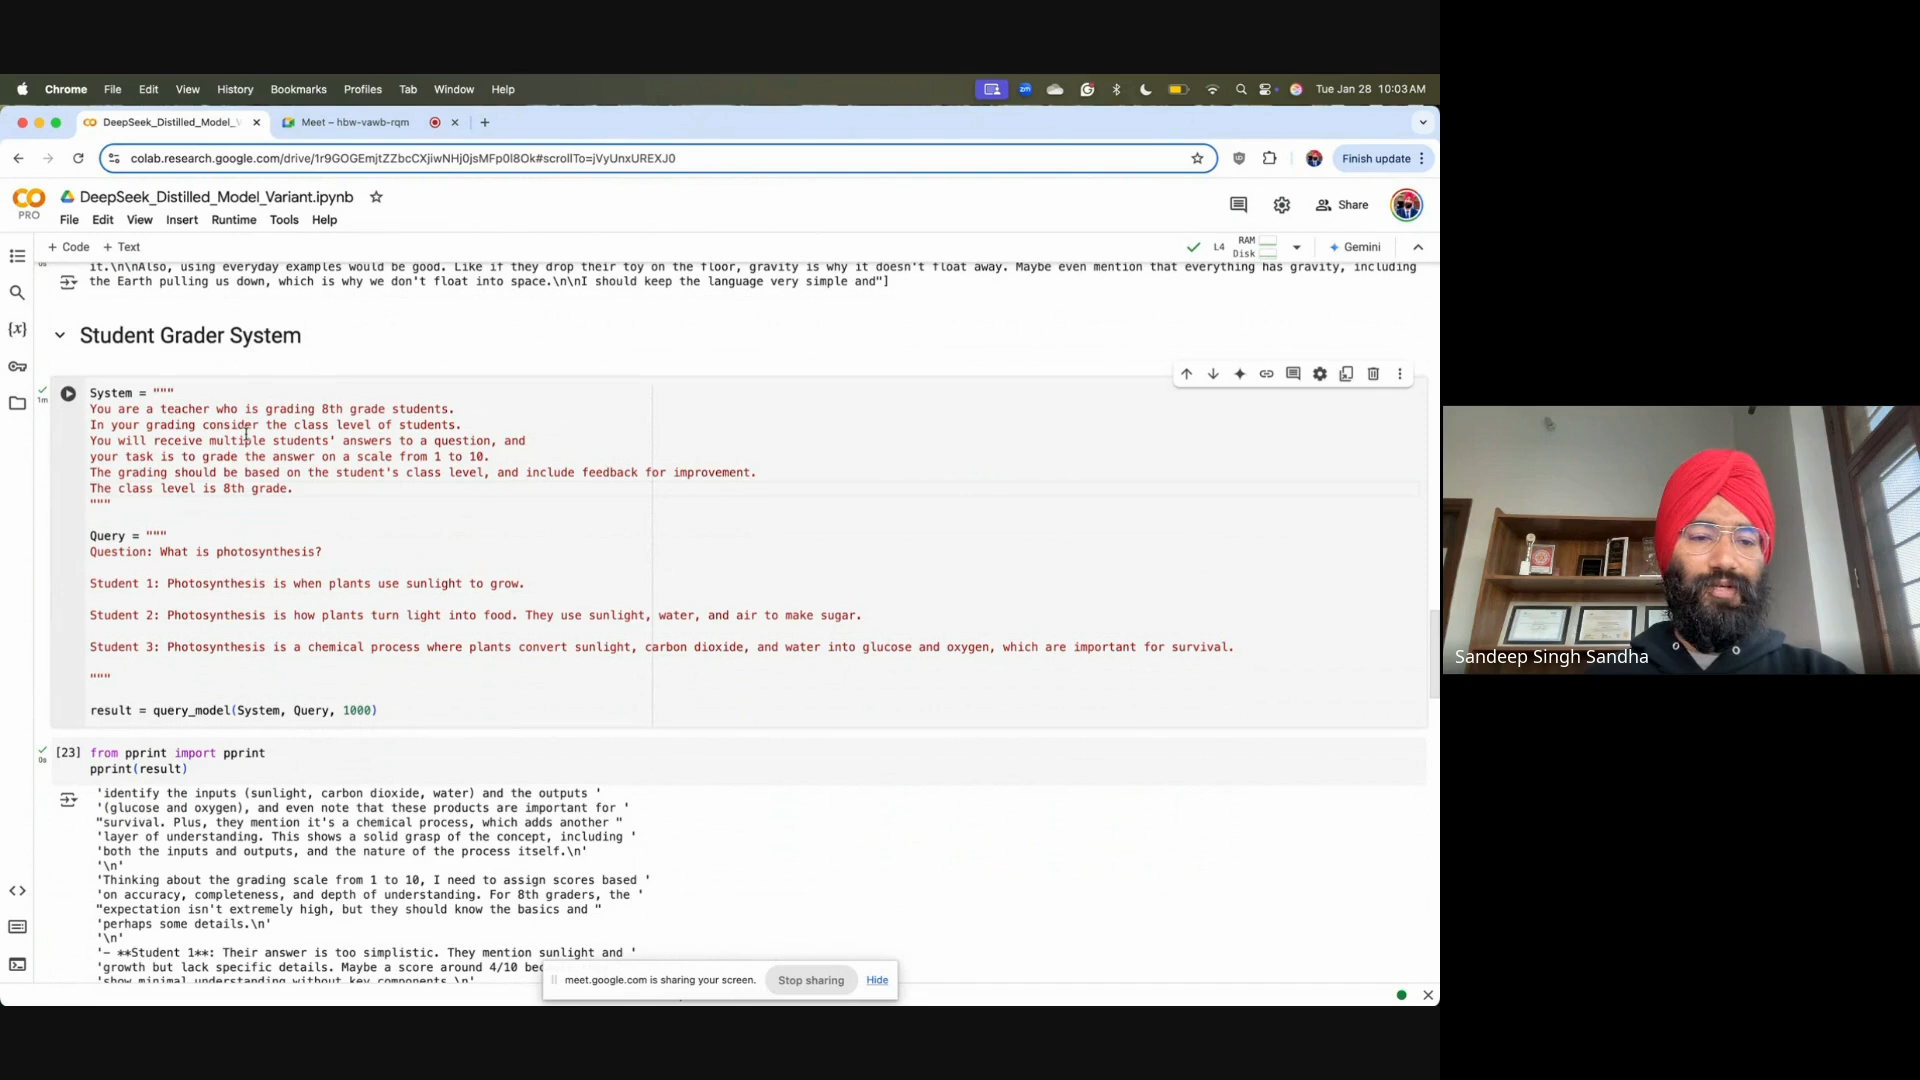 Chrome File Edit View History Bookmarks Profiles Tab Window Help
zm
Tue Jan 28 10:03 AM
DeepSeek_Distilled_Model_V
Meet – hbw-vawb-rqm
colab.research.google.com/drive/1r9GOGEmjtZZbcCXjiwNHj0jsMFp0I8Ok#scrollTo=jVyUnxUREXJ0
Finish update
CO
PRO
DeepSeek_Distilled_Model_Variant.ipynb
Share
File Edit View Insert Runtime Tools Help
+ Code + Text
L4
RAM
Disk
Gemini
it.\n\nAlso, using everyday examples would be good. Like if they drop their toy on the floor, gravity is why it doesn't float away. Maybe even mention that everything has gravity, including
the Earth pulling us down, which is why we don't float into space.\n\nI should keep the language very simple and"]
{x}
Student Grader System
1m
System = """
You are a teacher who is grading 8th grade students.
In your grading consider the class level of students.
You will receive multiple students' answers to a question, and
your task is to grade the answer on a scale from 1 to 10.
The grading should be based on the student's class level, and include feedback for improvement.
The class level is 8th grade.
"""
Query = """
Question: What is photosynthesis?
Student 1: Photosynthesis is when plants use sunlight to grow.
Student 2: Photosynthesis is how plants turn light into food. They use sunlight, water, and air to make sugar.
Student 3: Photosynthesis is a chemical process where plants convert sunlight, carbon dioxide, and water into glucose and oxygen, which are important for survival.
"""
result = query_model(System, Query, 1000)
0s
[23] from pprint import pprint
pprint(result)
'identify the inputs (sunlight, carbon dioxide, water) and the outputs '
'(glucose and oxygen), and even note that these products are important for '
"survival. Plus, they mention it's a chemical process, which adds another "
'layer of understanding. This shows a solid grasp of the concept, including '
'both the inputs and outputs, and the nature of the process itself.\n'
'\n'
'Thinking about the grading scale from 1 to 10, I need to assign scores based '
'on accuracy, completeness, and depth of understanding. For 8th graders, the '
"expectation isn't extremely high, but they should know the basics and "
'perhaps some details.\n'
'\n'
'- **Student 1**: Their answer is too simplistic. They mention sunlight and '
'growth but lack specific details. Maybe a score around 4/10 bec
'show minimal understanding without key components.\n'
meet.google.com is sharing your screen.
Stop sharing
Hide
Sandeep Singh Sandha